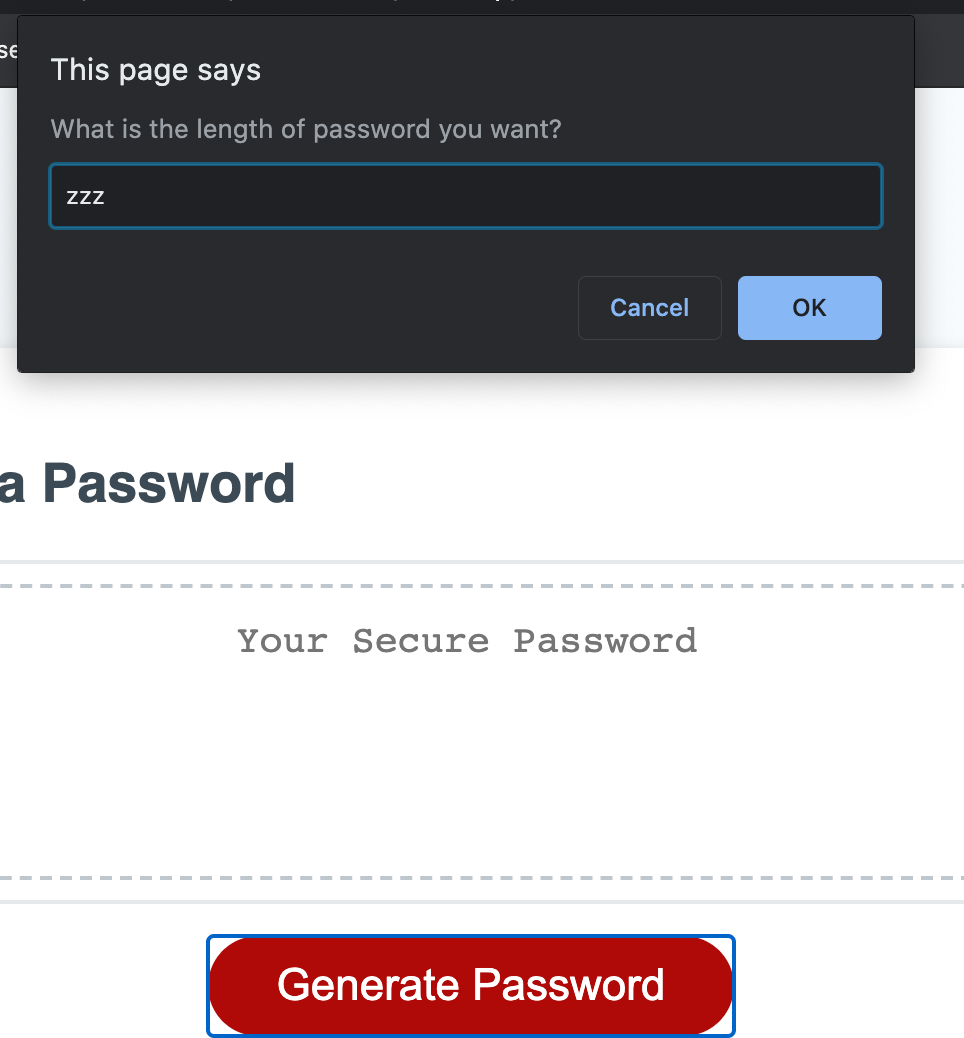 This page says
What is the length of password you want?
zzz
Cancel
OK
a Password
Your Secure Password
Generate Password